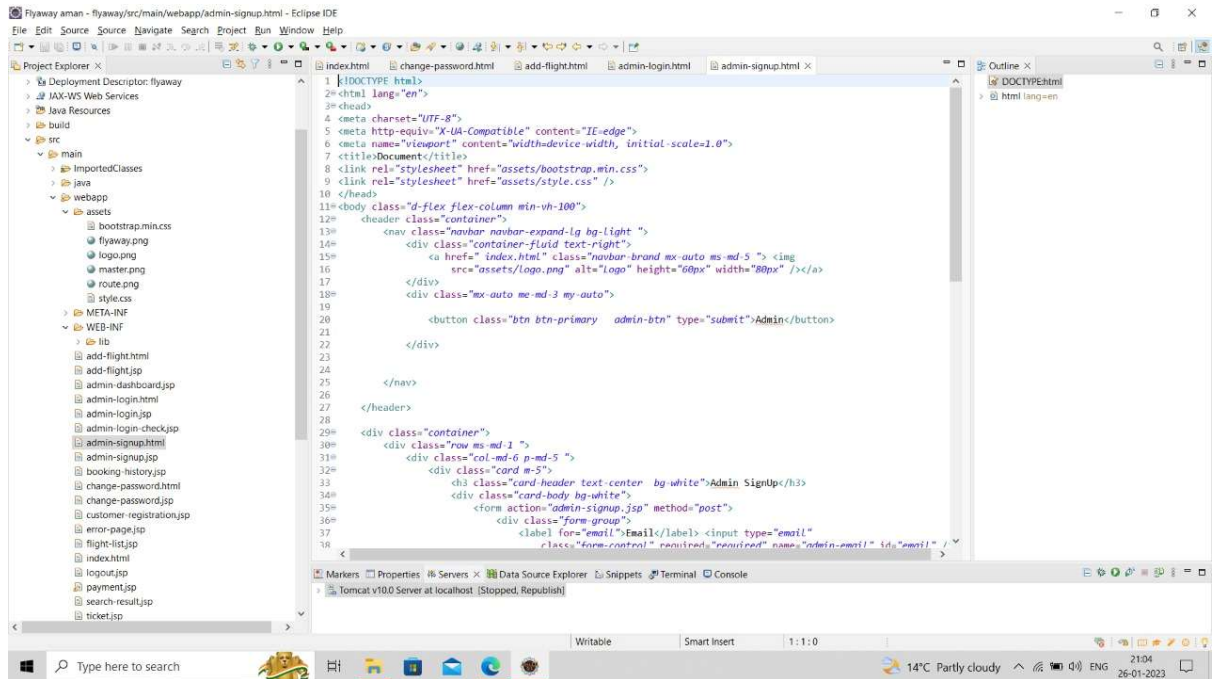 Flyaway aman - flyaway/src/main/webapp/admin-signup.html - Eclipse IDE
File Edit Source Source Navigate Search Project Run Window Help
Project Explorer
Deployment Descriptor: flyaway
JAX-WS Web Services
Java Resources
build
src
main
ImportedClasses
java
webapp
assets
bootstrap.min.css
flyaway.png
logo.png
master.png
route.png
style.css
META-INF
WEB-INF
lib
add-flight.html
add-flight.jsp
admin-dashboard.jsp
admin-login.html
admin-login.jsp
admin-login-check.jsp
admin-signup.html
admin-signup.jsp
booking-history.jsp
change-password.html
change-password.jsp
customer-registration.jsp
error-page.jsp
flight-list.jsp
index.html
logout.jsp
payment.jsp
search-result.jsp
ticket.jsp
index.html change-password.html add-flight.html admin-login.html admin-signup.html
1 <!DOCTYPE html>
2 <html lang="en">
3 <head>
4 <meta charset="UTF-8">
5 <meta http-equiv="X-UA-Compatible" content="IE=edge">
6 <meta name="viewport" content="width=device-width, initial-scale=1.0">
7 <title>Document</title>
8 <link rel="stylesheet" href="assets/bootstrap.min.css">
9 <link rel="stylesheet" href="assets/style.css" />
10 </head>
11 <body class="d-flex flex-column min-vh-100">
12 <header class="container">
13 <nav class="navbar navbar-expand-lg bg-light ">
14 <div class="container-fluid text-right">
15 <a href=" index.html" class="navbar-brand mx-auto ms-md-5 "> <img
16 src="assets/logo.png" alt="Logo" height="60px" width="80px" /></a>
17 </div>
18 <div class="mx-auto me-md-3 my-auto">
19
20 <button class="btn btn-primary admin-btn" type="submit">Admin</button>
21
22 </div>
23
24
25 </nav>
26
27 </header>
28
29 <div class="container">
30 <div class="row ms-md-1 ">
31 <div class="col-md-6 p-md-5 ">
32 <div class="card m-5">
33 <h3 class="card-header text-center bg-white">Admin SignUp</h3>
34 <div class="card-body bg-white">
35 <form action="admin-signup.jsp" method="post">
36 <div class="form-group">
37 <label for="email">Email</label> <input type="email"
38 class="form-control" required="required" name="admin-email" id="email" /
Outline
DOCTYPE:html
html lang=en
Markers Properties Servers Data Source Explorer Snippets Terminal Console
Tomcat v10.0 Server at localhost [Stopped, Republish]
Writable Smart Insert 1 : 1 : 0
Type here to search
14°C Partly cloudy ENG 21:04
26-01-2023